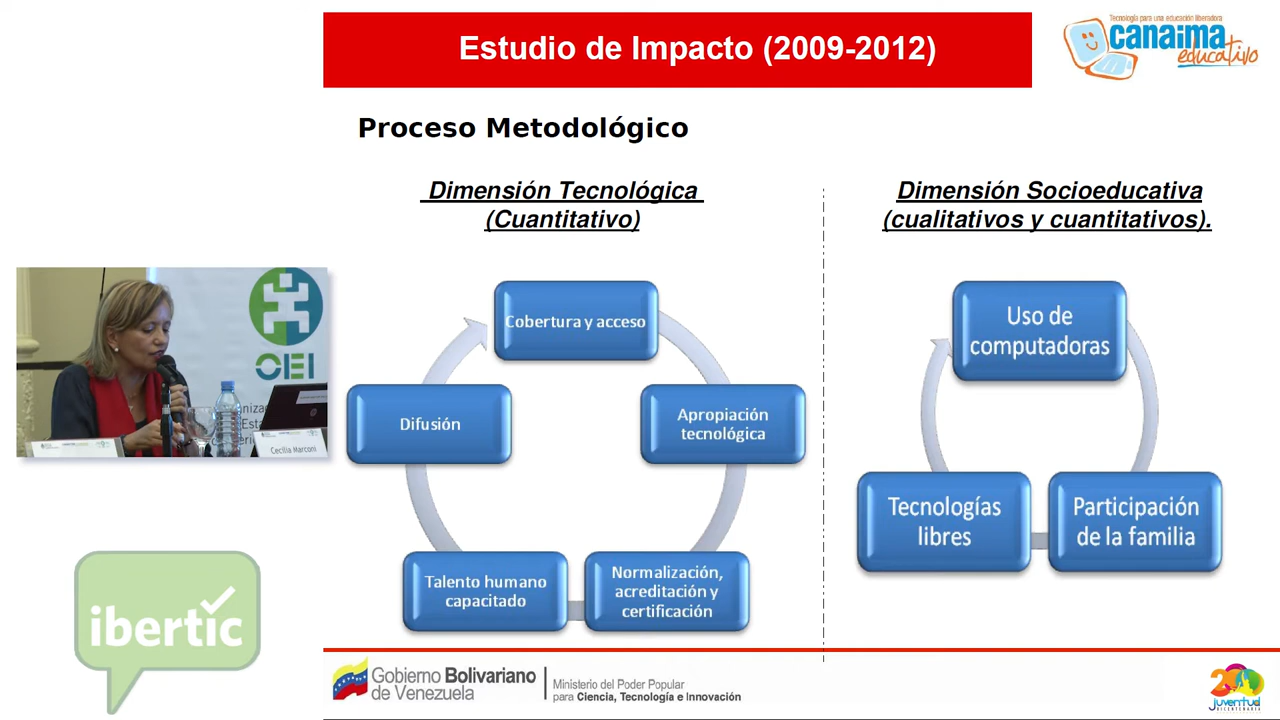 Estudio de Impacto (2009-2012)
Tecnología para una educación liberadora
canaima
educativo
Proceso Metodológico
Dimensión Tecnológica
(Cuantitativo)
Dimensión Socioeducativa
(cualitativos y cuantitativos).
Cobertura y acceso
Apropiación
tecnológica
Normalización,
acreditación y
certificación
Talento humano
capacitado
Difusión
Uso de
computadoras
Participación
de la familia
Tecnologías
libres
OEI
Cecilia Marconi
ibertic
Gobierno Bolivariano
de Venezuela
Ministerio del Poder Popular
para Ciencia, Tecnología e Innovación
200
juventud
BICENTENARIA